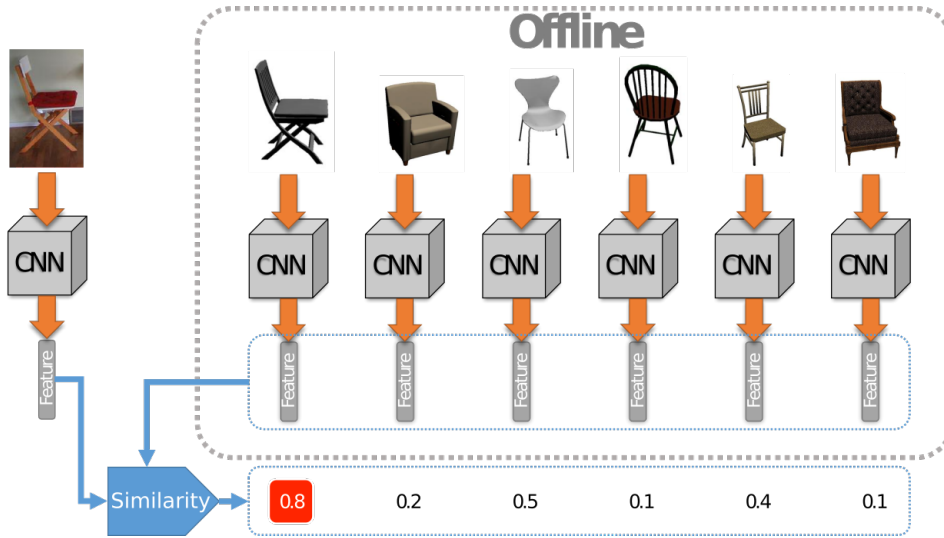 Offline
CNN CNN CNN CNN CNN CNN CNN
Feature Feature Feature Feature Feature Feature Feature
Similarity 0.8 0.2 0.5 0.1 0.4 0.1